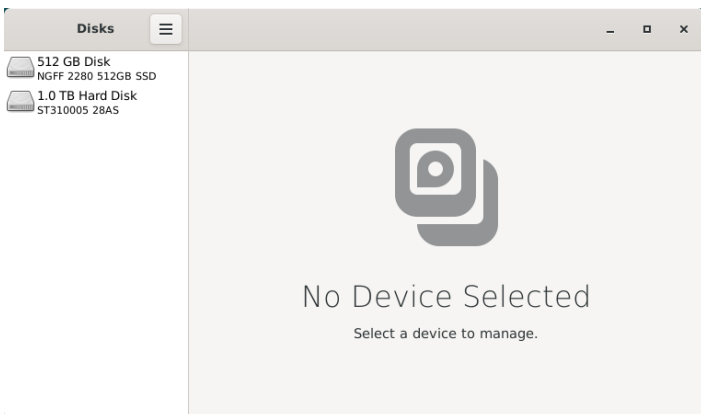 Disks
512 GB Disk
NGFF 2280 512GB SSD
1.0 TB Hard Disk
ST310005 28AS
No Device Selected
Select a device to manage.